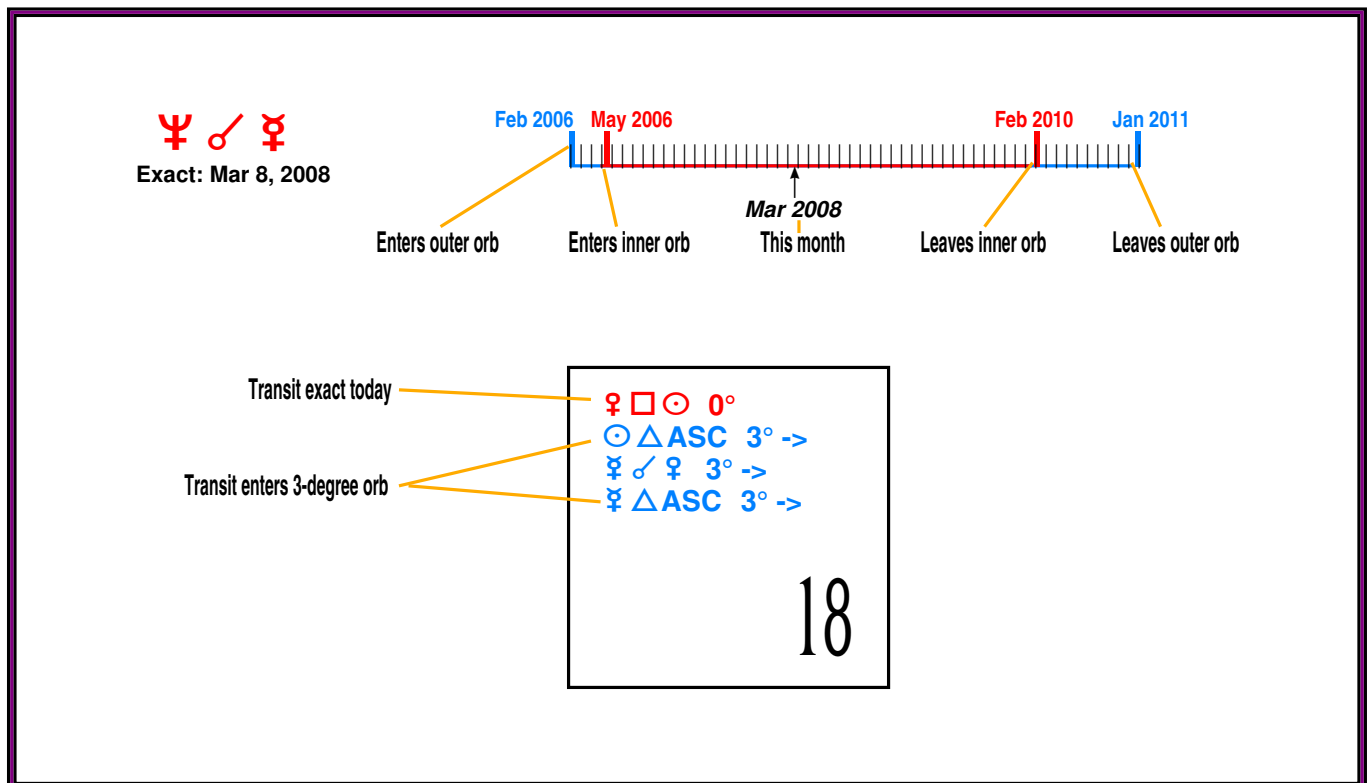 Feb 2006 May 2006 Feb 2010 Jan 2011
♆ ☌ ☿
Exact: Mar 8, 2008
Mar 2008
Enters outer orb Enters inner orb This month Leaves inner orb Leaves outer orb
Transit exact today
♀ □ ☉ 0°
☉ △ ASC 3° ->
☿ ☌ ♀ 3° ->
Transit enters 3-degree orb
☿ △ ASC 3° ->
18